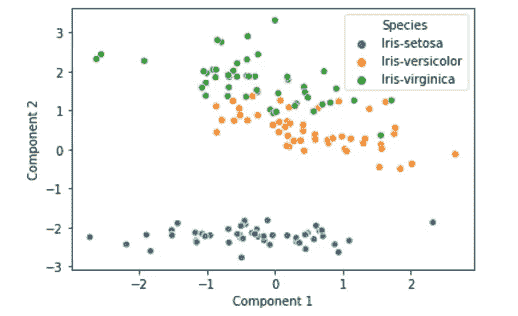 Species
Iris-setosa
Iris-versicolor
Iris-virginica
3
2
1
0
−1
−2
−3
Component 2
−2
−1
0
1
2
Component 1